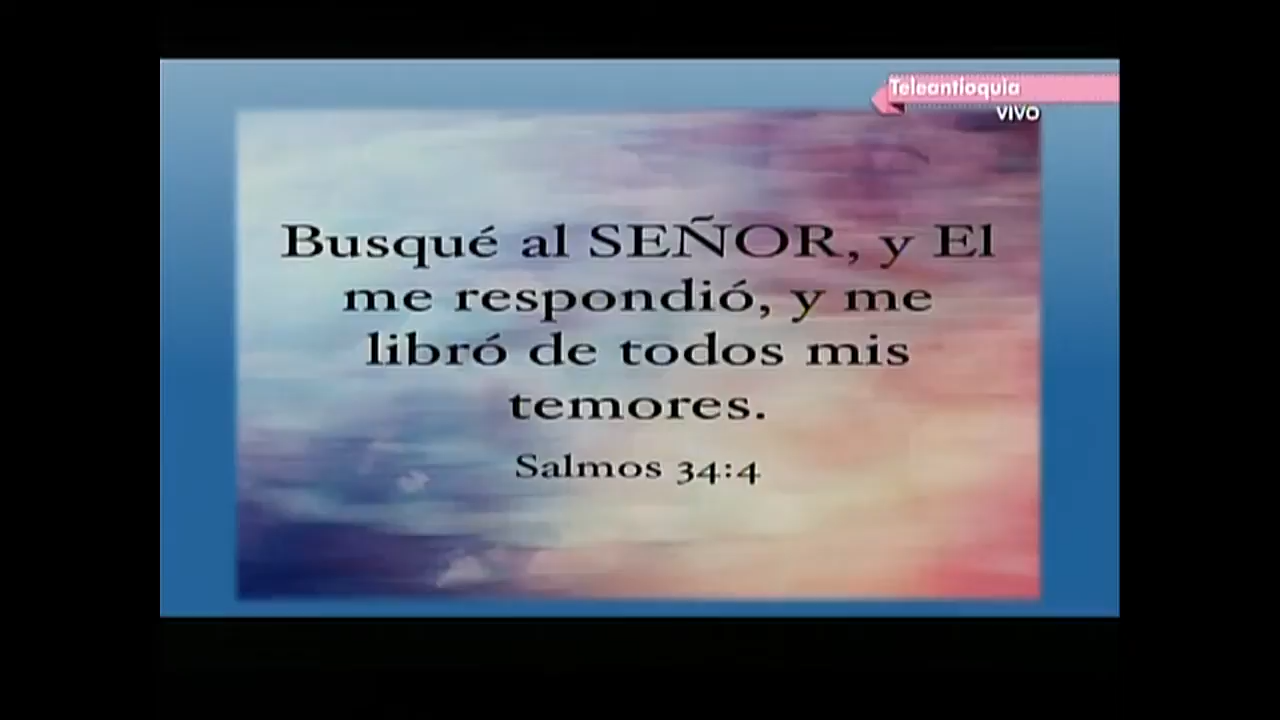 Teleantioquia
VIVO
Busqué al SEÑOR, y El
me respondió, y me
libró de todos mis
temores.
Salmos 34:4